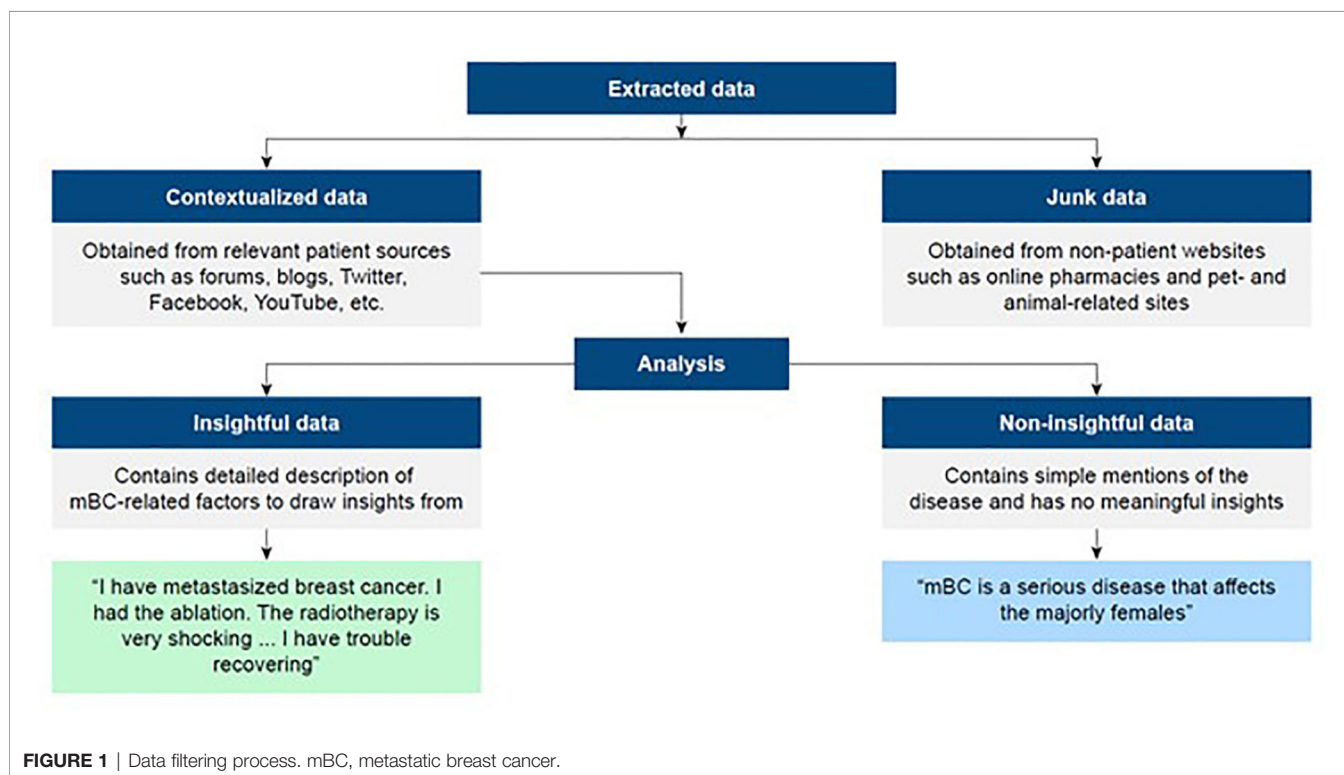 Extracted data
Contextualized data
Obtained from relevant patient sources
such as forums, blogs, Twitter,
Facebook, YouTube, etc.
Junk data
Obtained from non-patient websites
such as online pharmacies and pet- and
animal-related sites
Analysis
Insightful data
Contains detailed description of
mBC-related factors to draw insights from
Non-insightful data
Contains simple mentions of the
disease and has no meaningful insights
“I have metastasized breast cancer. I
had the ablation. The radiotherapy is
very shocking ... I have trouble
recovering”
“mBC is a serious disease that affects
the majorly females”
FIGURE 1 | Data filtering process. mBC, metastatic breast cancer.